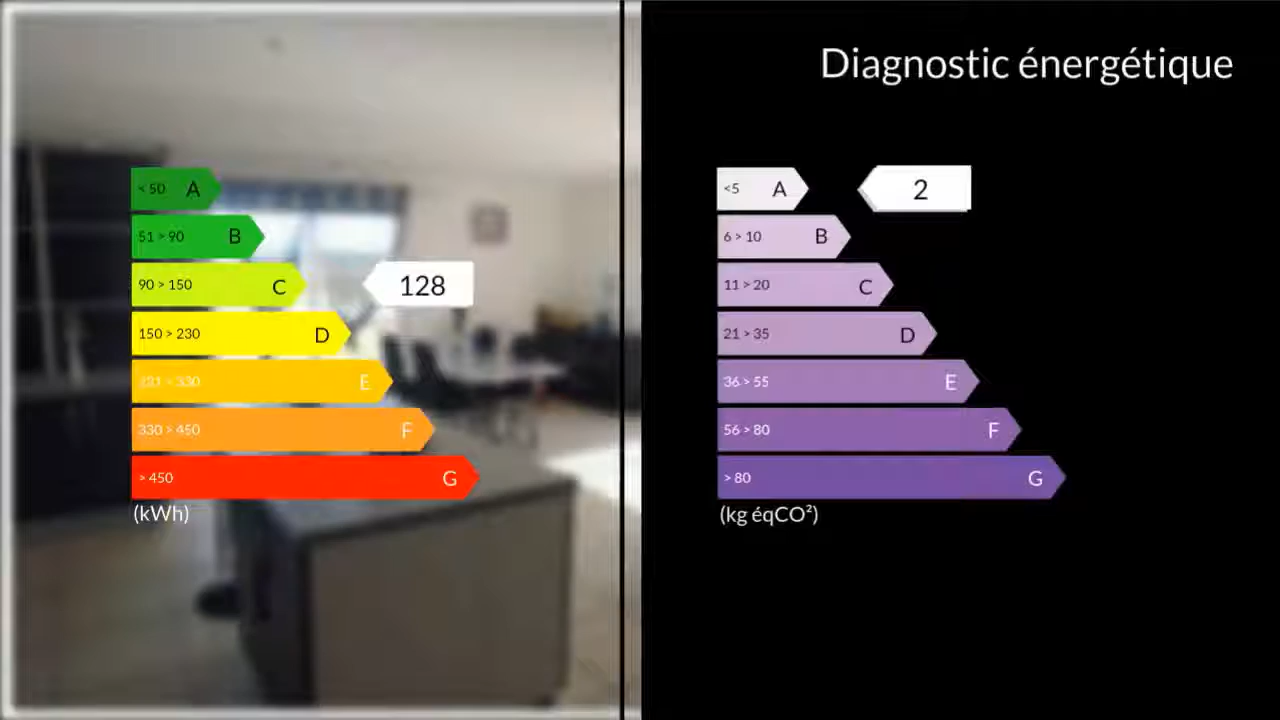 Diagnostic énergétique
< 50 A
51 > 90 B
90 > 150 C
128
150 > 230 D
231 > 330 E
330 > 450 F
> 450 G
(kWh)
<5 A
2
6 > 10 B
11 > 20 C
21 > 35 D
36 > 55 E
56 > 80 F
> 80 G
(kg éqCO²)